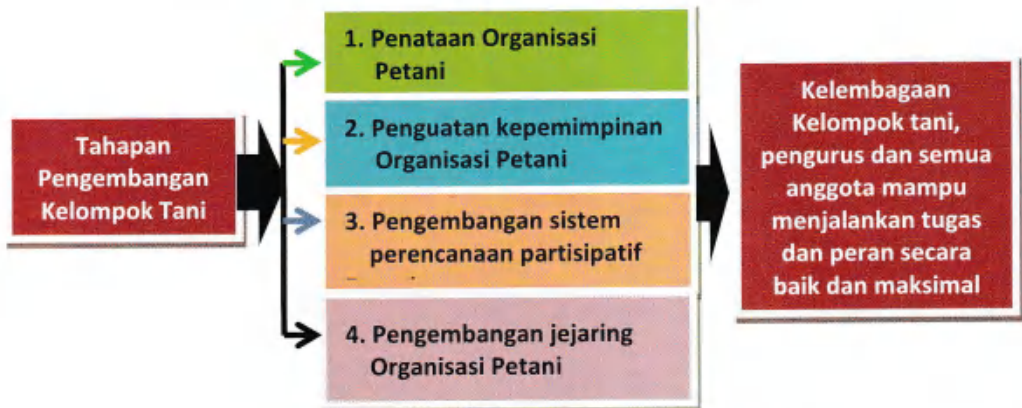 Tahapan
Pengembangan
Kelompok Tani
1. Penataan Organisasi
Petani
2. Penguatan kepemimpinan
Organisasi Petani
3. Pengembangan sistem
perencanaan partisipatif
4. Pengembangan jejaring
Organisasi Petani
Kelembagaan
Kelompok tani,
pengurus dan semua
anggota mampu
menjalankan tugas
dan peran secara
baik dan maksimal